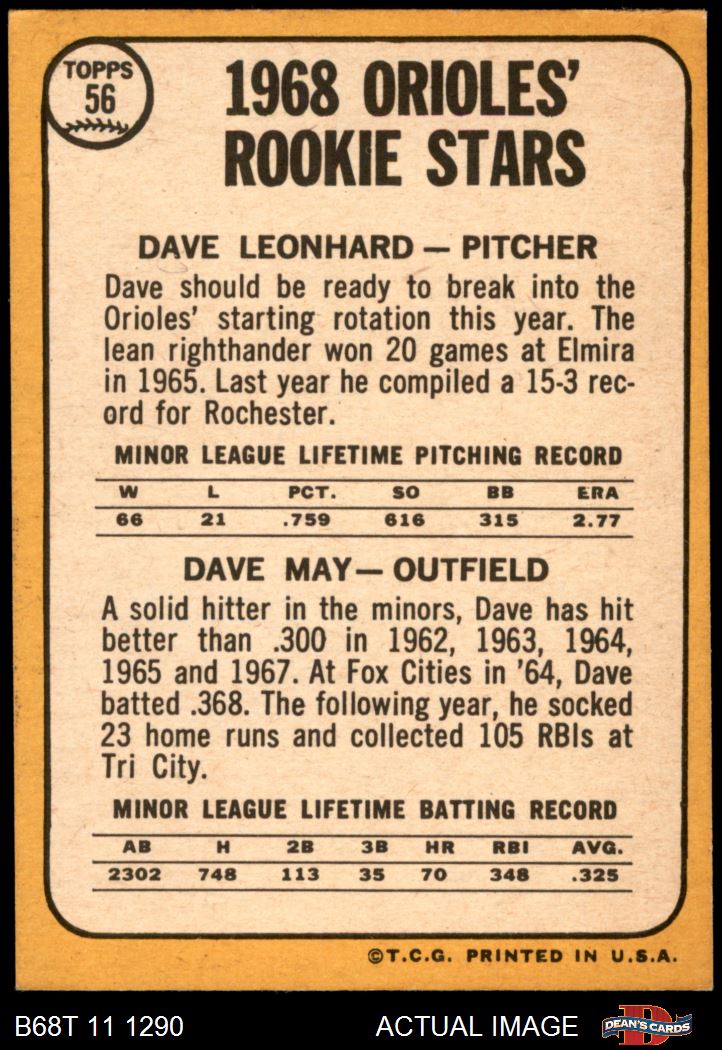 TOPPS
56
1968 ORIOLES'
ROOKIE STARS
DAVE LEONHARD — PITCHER
Dave should be ready to break into the
Orioles' starting rotation this year. The
lean righthander won 20 games at Elmira
in 1965. Last year he compiled a 15-3 rec-
ord for Rochester.
MINOR LEAGUE LIFETIME PITCHING RECORD
W L PCT. SO BB ERA
66 21 .759 616 315 2.77
DAVE MAY— OUTFIELD
A solid hitter in the minors, Dave has hit
better than .300 in 1962, 1963, 1964,
1965 and 1967. At Fox Cities in '64, Dave
batted .368. The following year, he socked
23 home runs and collected 105 RBIs at
Tri City.
MINOR LEAGUE LIFETIME BATTING RECORD
AB H 2B 3B HR RBI AVG.
2302 748 113 35 70 348 .325
©T.C.G. PRINTED IN U.S.A.
B68T 11 1290 ACTUAL IMAGE D DEAN'S CARDS